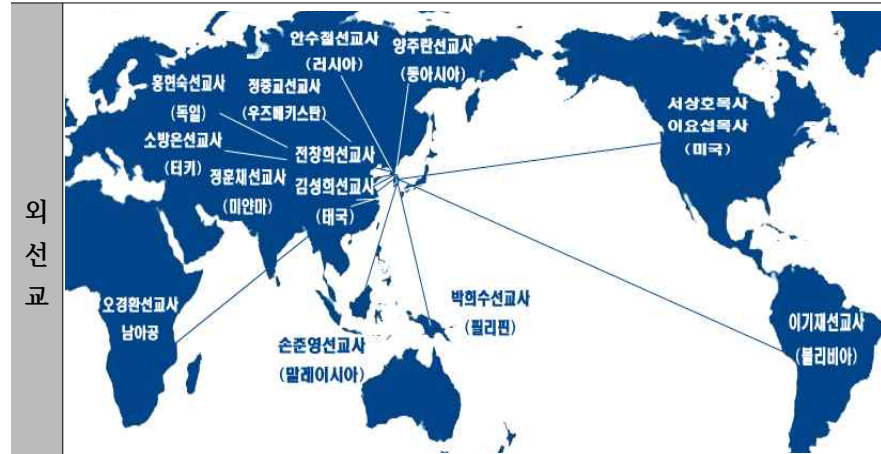 외
선
교
안수철선교사
(러시아)
양주탄선교사
(동아시아)
홍현숙선교사
(독일)
정중교선교사
(우즈베키스탄)
소방은선교사
(터키)
전창희선교사
정훈채선교사
(미얀마)
김성희선교사
(태국)
서상호목사
이요섭목사
(미국)
오경환선교사
남아공
손준영선교사
(말레이시아)
박희수선교사
(필리핀)
이기재선교사
(볼리비아)